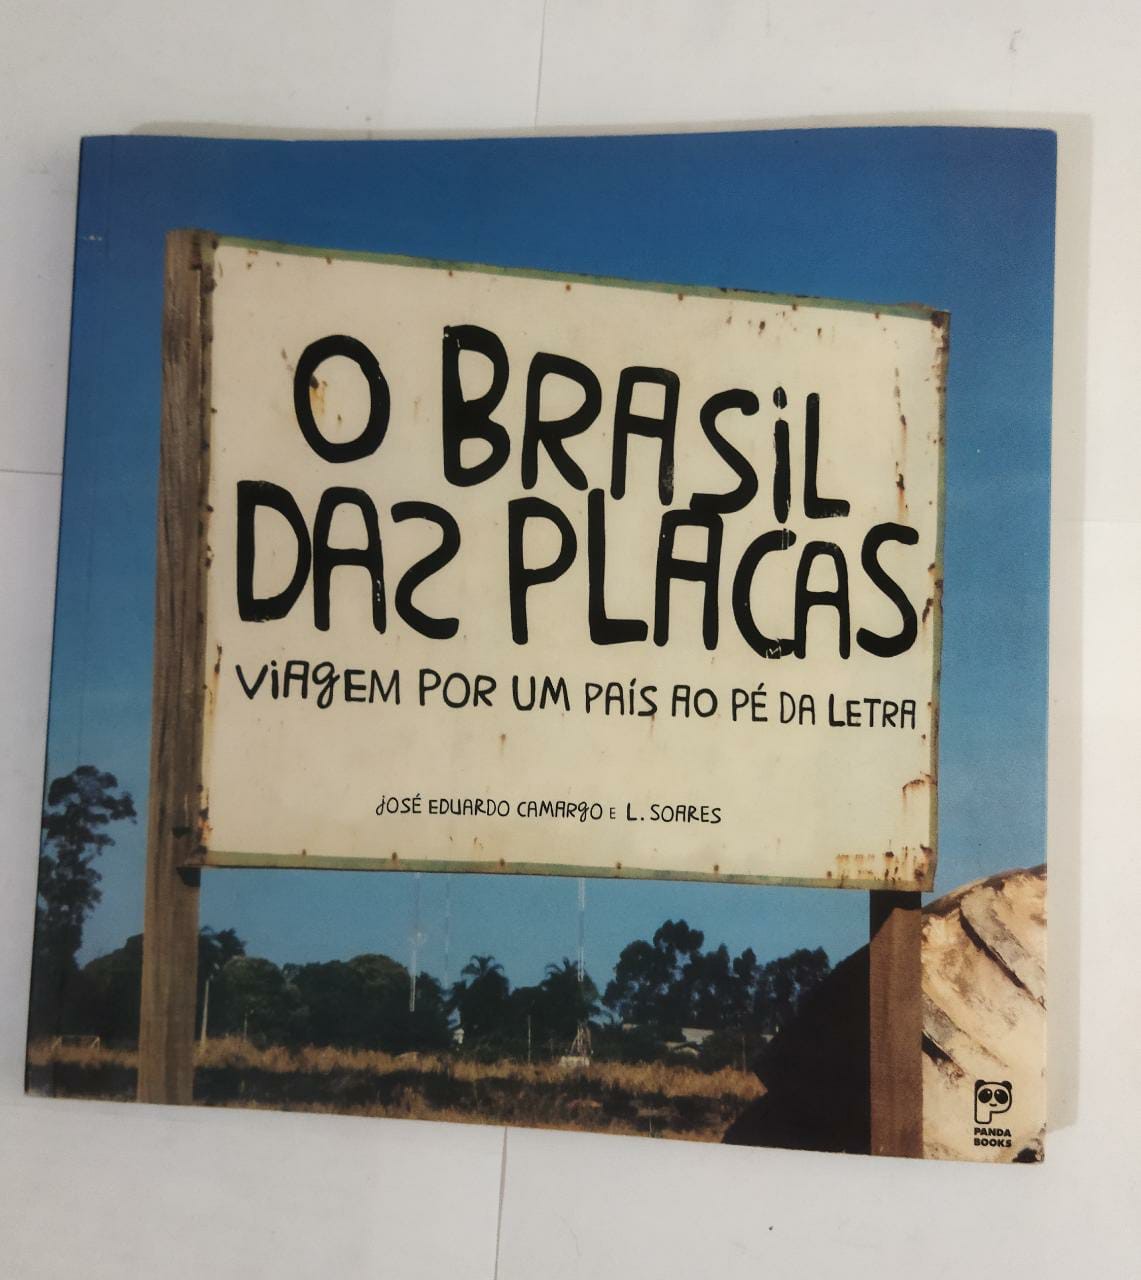 O BRASiL
DAS PLACAS
ViAgEM POR UM PAÍS AO PÉ DA LETRA
jOSÉ EDUARDO CAMARgO E L. SOARES
PANDA
BOOKS